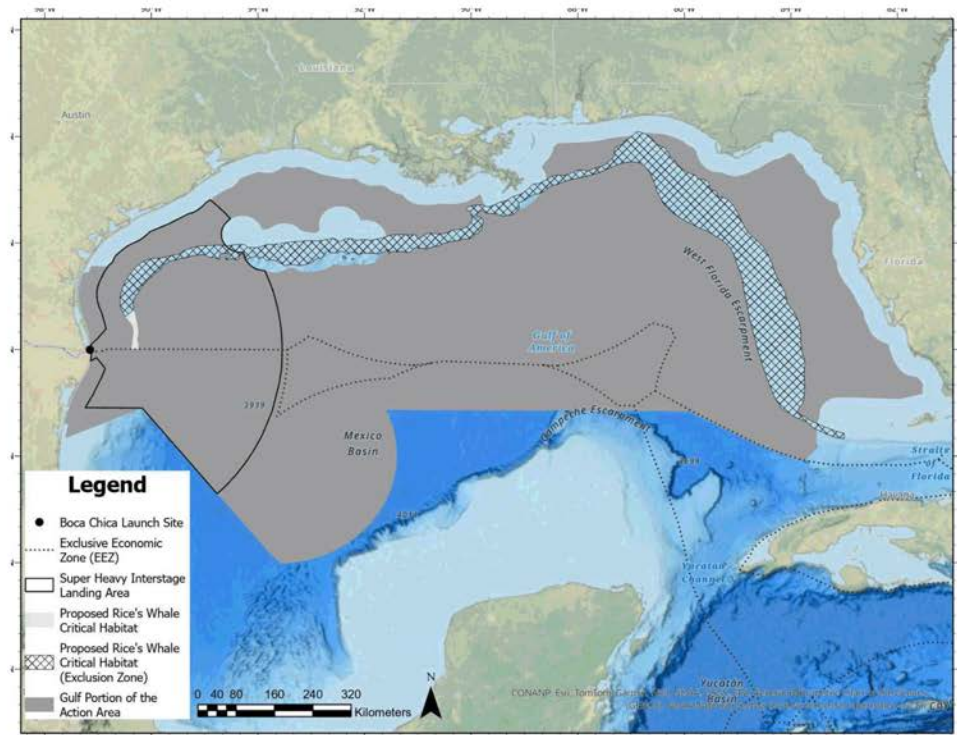 Louisiana
Austin
Florida
West Florida
Escarpment
Gulf of
America
Mexico
Basin
Campeche Escarpment
Straits
of
Florida
Havana
Yucatan
Channel
Yucatan
Basin
Legend
Boca Chica Launch Site
Exclusive Economic
Zone (EEZ)
Super Heavy Interstage
Landing Area
Proposed Rice's Whale
Critical Habitat
Proposed Rice's Whale
Critical Habitat
(Exclusion Zone)
Gulf Portion of the
Action Area
0 40 80 160 240 320
Kilometers
N